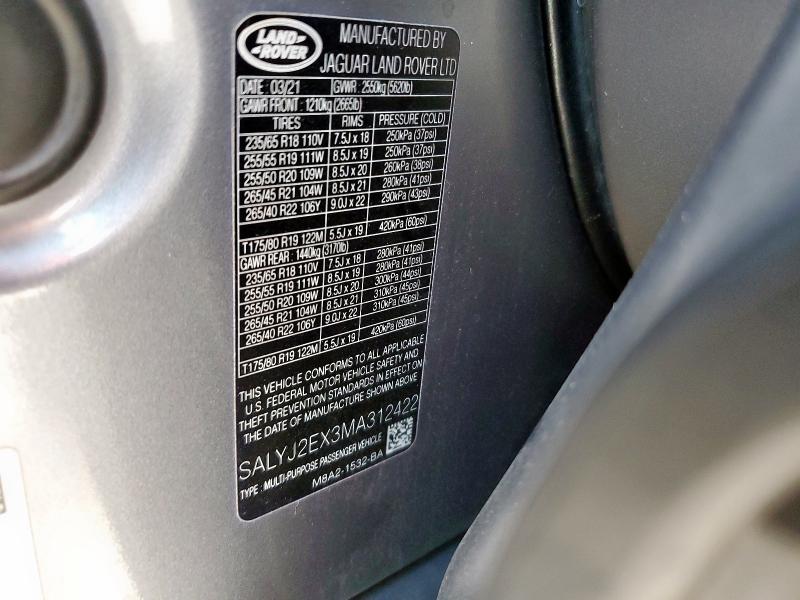 LAND-
-ROVER
MANUFACTURED BY
JAGUAR LAND ROVER LTD
DATE : 03/21 GVWR : 2550kg (5620lb)
GAWR FRONT : 1210kg (2665lb)
TIRES RIMS PRESSURE (COLD)
235/65 R18 110V 7.5J x 18 250kPa (37psi)
255/55 R19 111W 8.5J x 19 250kPa (37psi)
255/50 R20 109W 8.5J x 20 260kPa (38psi)
265/45 R21 104W 8.5J x 21 280kPa (41psi)
265/40 R22 106Y 9.0J x 22 290kPa (43psi)
T175/80 R19 122M 5.5J x 19 420kPa (60psi)
GAWR REAR : 1440kg (3170lb)
235/65 R18 110V 7.5J x 18 280kPa (41psi)
255/55 R19 111W 8.5J x 19 280kPa (41psi)
255/50 R20 109W 8.5J x 20 300kPa (44psi)
265/45 R21 104W 8.5J x 21 310kPa (45psi)
265/40 R22 106Y 9.0J x 22 310kPa (45psi)
T175/80 R19 122M 5.5J x 19 420kPa (60psi)
THIS VEHICLE CONFORMS TO ALL APPLICABLE
U.S. FEDERAL MOTOR VEHICLE SAFETY AND
THEFT PREVENTION STANDARDS IN EFFECT ON
THE DATE OF MANUFACTURE SHOWN ABOVE
SALYJ2EX3MA312422
TYPE : MULTI-PURPOSE PASSENGER VEHICLE
M8A2-1532-BA